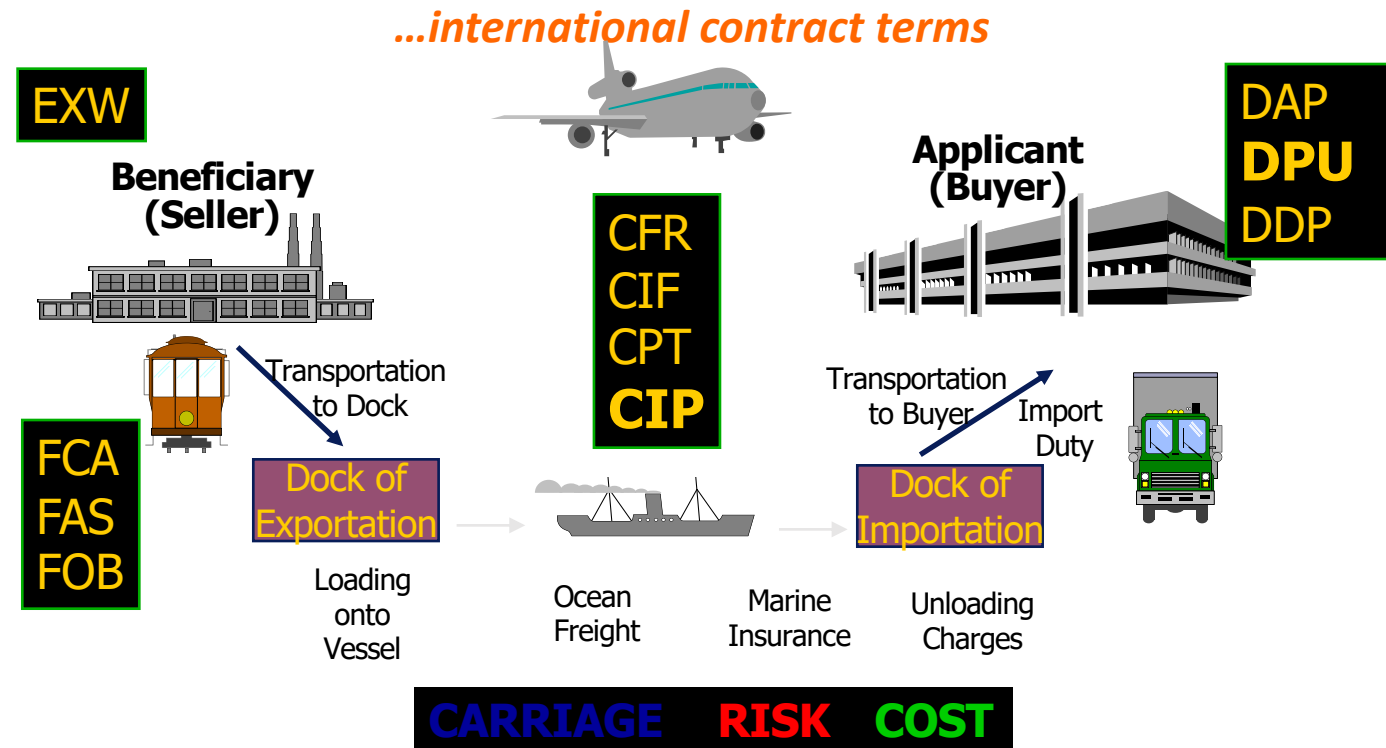 …international contract terms
EXW
Beneficiary
(Seller)
FCA
FAS
FOB
Transportation
to Dock
Dock of
Exportation
Loading
onto
Vessel
CFR
CIF
CPT
CIP
Ocean
Freight
Marine
Insurance
Applicant
(Buyer)
DAP
DPU
DDP
Transportation
to Buyer
Import
Duty
Dock of
Importation
Unloading
Charges
CARRIAGE RISK COST